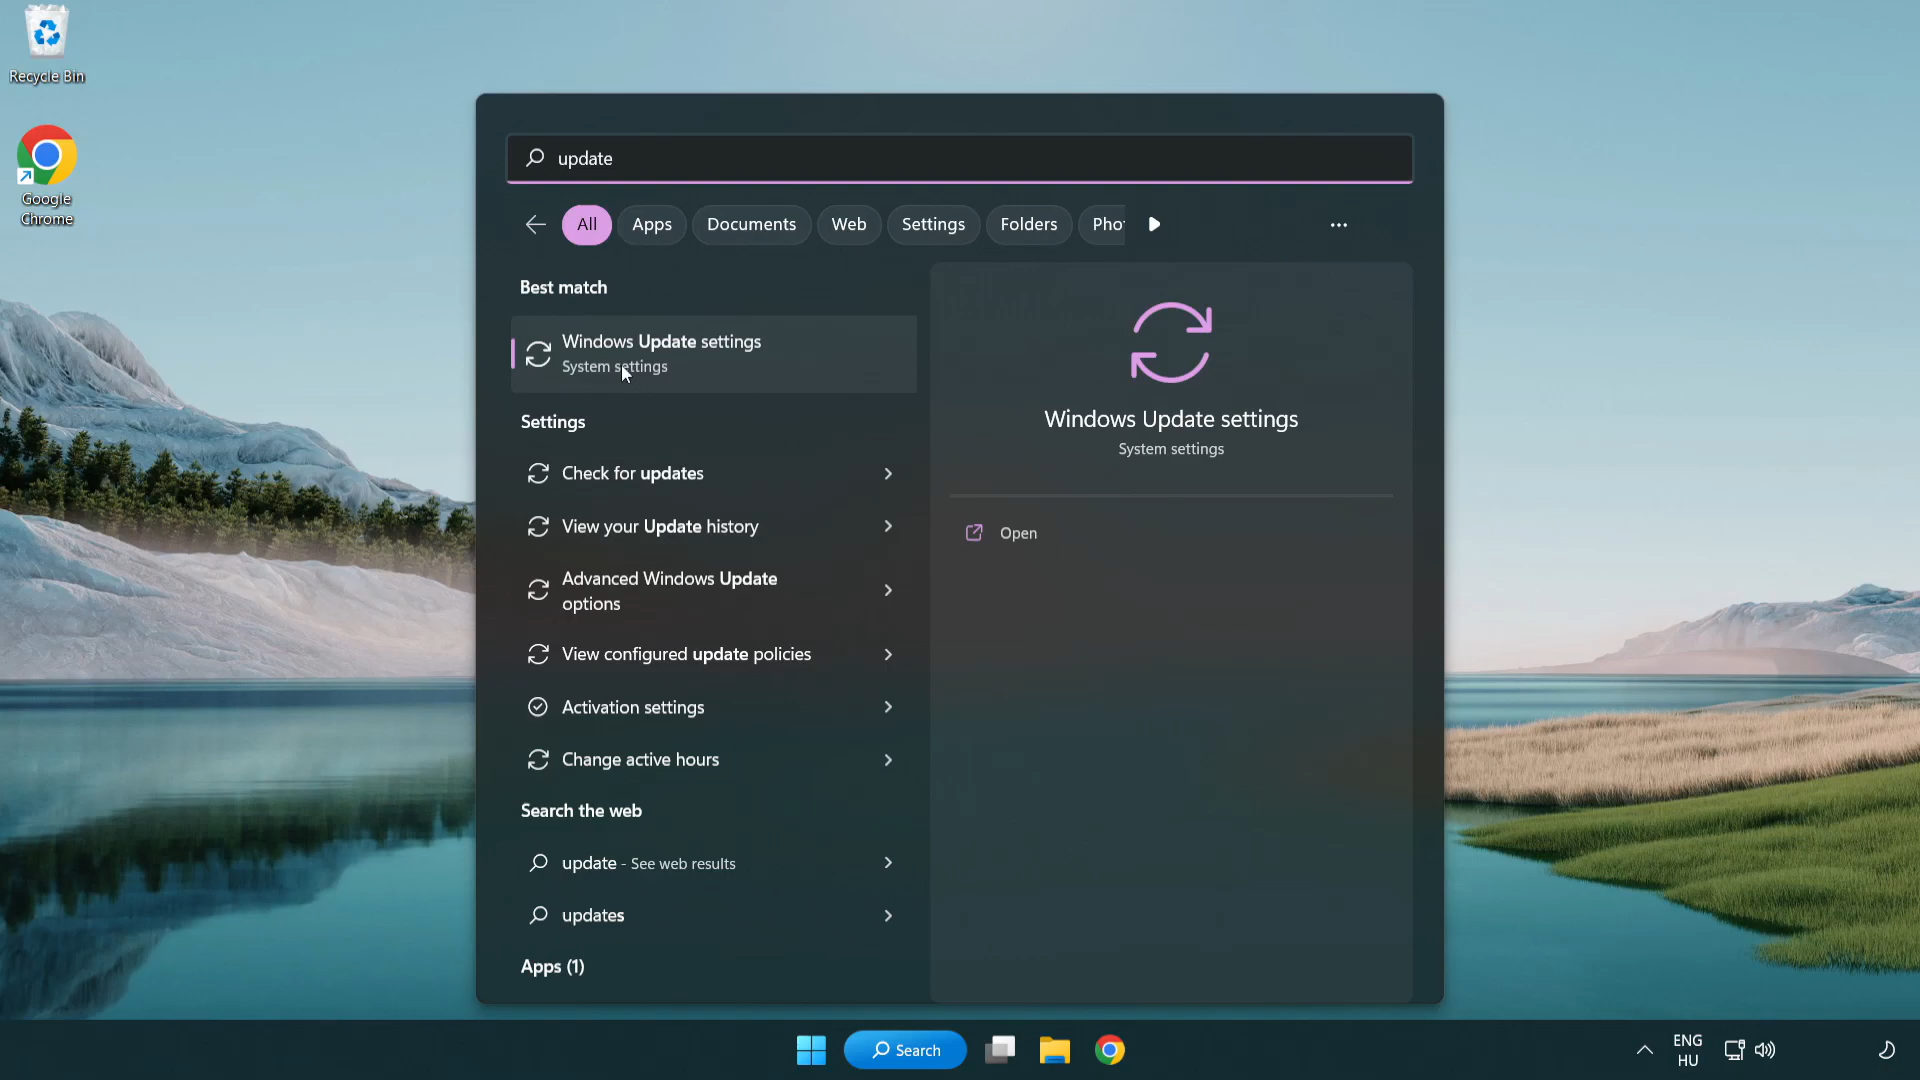 Recycle Bin
Google
Chrome
update
All
Apps
Documents
Web
Settings
Folders
Pho
Best match
Windows Update settings
System settings
Settings
Check for updates
View your Update history
Advanced Windows Update
options
View configured update policies
Activation settings
Change active hours
Search the web
update - See web results
updates
Apps (1)
Windows Update settings
System settings
Open
Search
ENG
HU